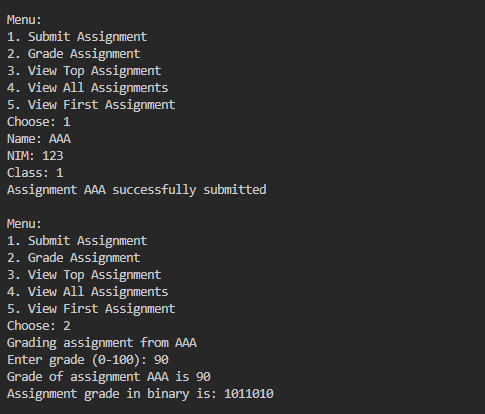 Menu:
1. Submit Assignment
2. Grade Assignment
3. View Top Assignment
4. View All Assignments
5. View First Assignment
Choose: 1
Name: AAA
NIM: 123
Class: 1
Assignment AAA successfully submitted
Menu:
1. Submit Assignment
2. Grade Assignment
3. View Top Assignment
4. View All Assignments
5. View First Assignment
Choose: 2
Grading assignment from AAA
Enter grade (0-100): 90
Grade of assignment AAA is 90
Assignment grade in binary is: 1011010